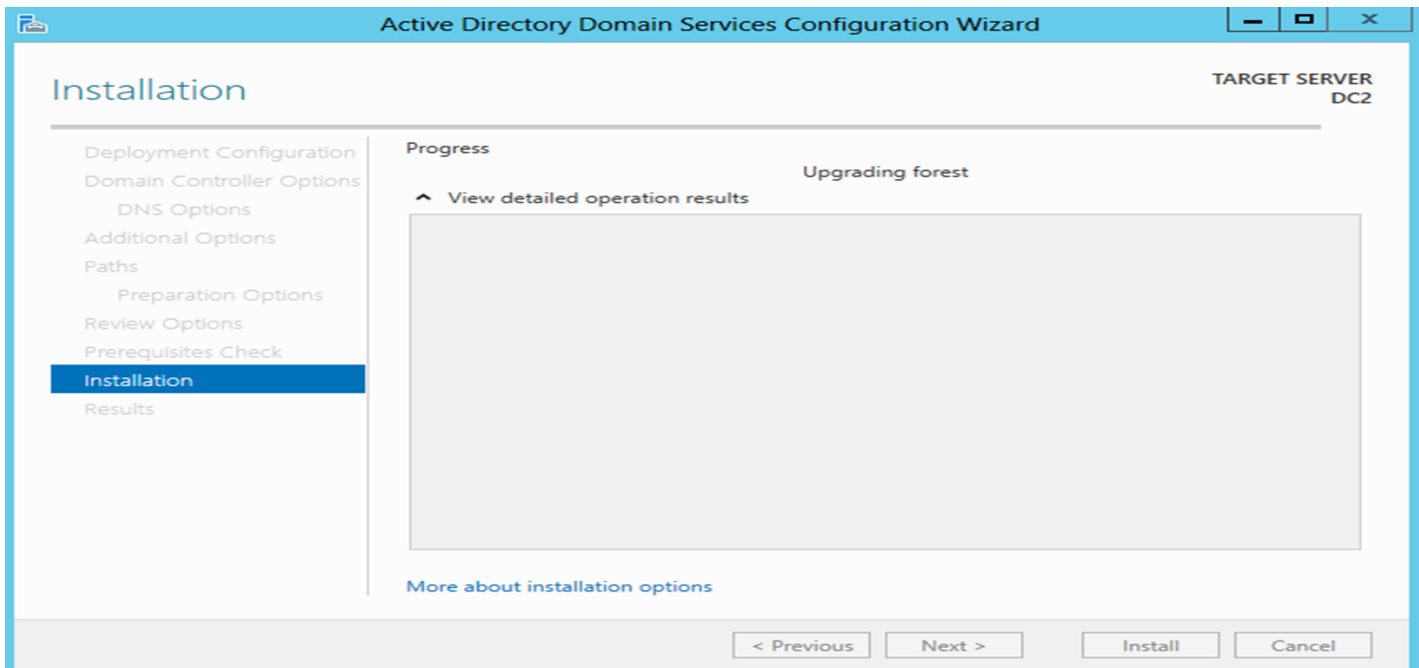 Active Directory Domain Services Configuration Wizard
Installation
TARGET SERVER
DC2
Deployment Configuration
Domain Controller Options
DNS Options
Additional Options
Paths
Preparation Options
Review Options
Prerequisites Check
Installation
Results
Progress
Upgrading forest
View detailed operation results
More about installation options
< Previous
Next >
Install
Cancel